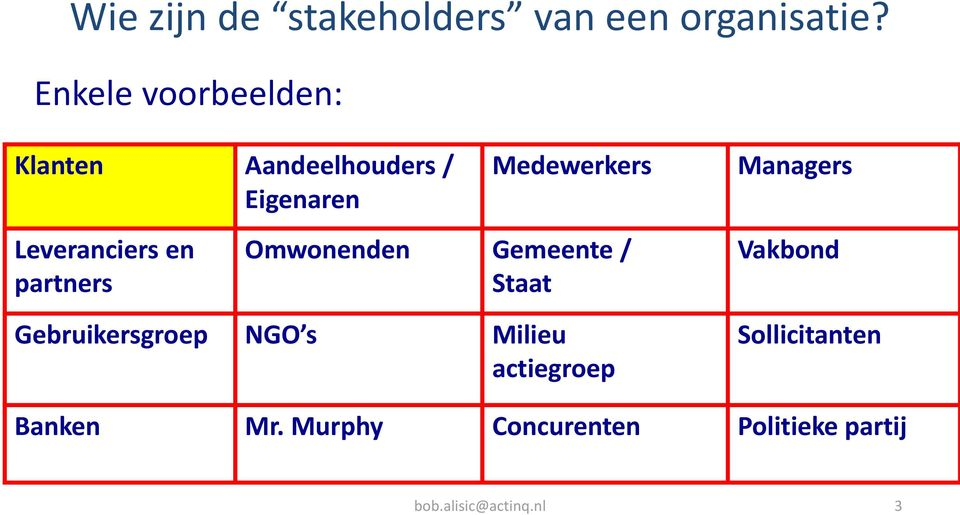 Wie zijn de “stakeholders” van een organisatie?
Enkele voorbeelden:
Klanten Aandeelhouders / Medewerkers Managers
Eigenaren
Leveranciers en Omwonenden Gemeente / Vakbond
partners Staat
Gebruikersgroep NGO’s Milieu Sollicitanten
actiegroep
Banken Mr. Murphy Concurenten Politieke partij
bob.alisic@actinq.nl 3